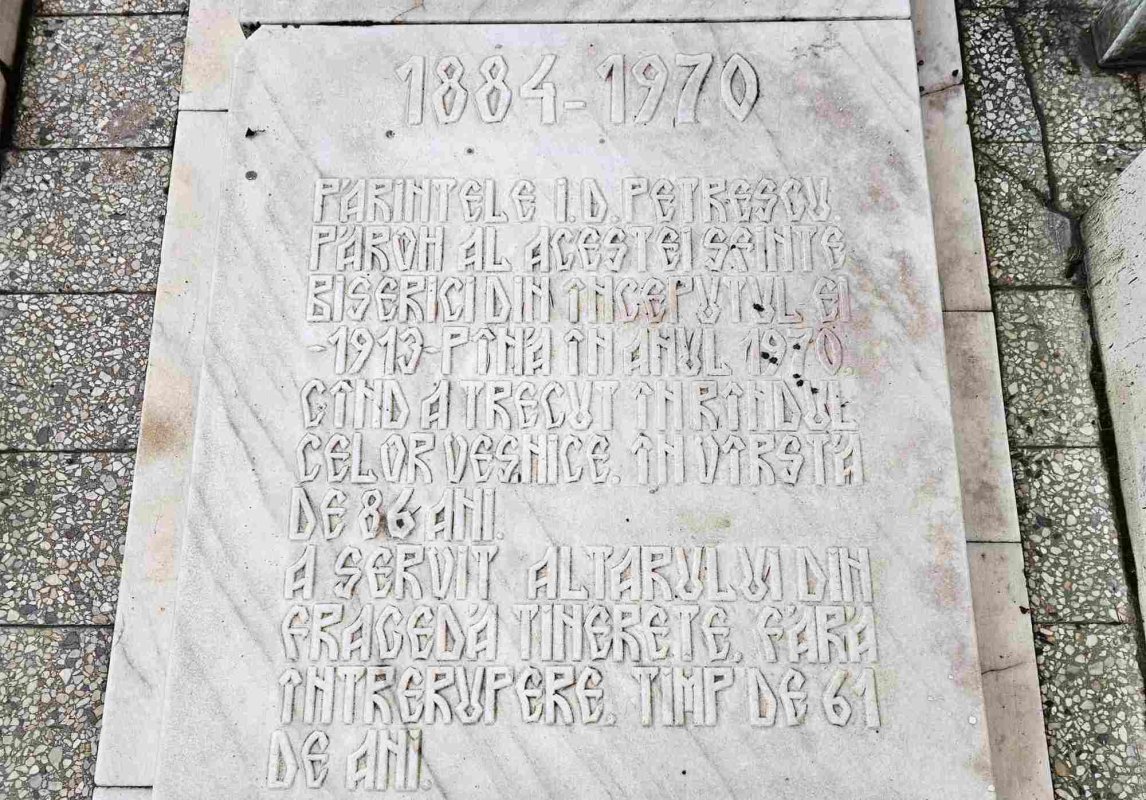 1884-1970
PĂRINTELE I.D. PETRESCU.
PĂROH AL ACESTEI SFINTE
BISERICI DIN ÎNCEPUTUL EI
-1913- PÎNĂ ÎN ANUL 1970.
CÎND A TRECUT ÎN RÎNDUL
CELOR VEȘNICE. ÎN VÎRSTĂ
DE 86 ANI.
A SERVIT ALTARULUI DIN
FRAGEDĂ TINEREȚE, FĂRĂ
ÎNTRERUPERE. TIMP DE 61
DE ANI.